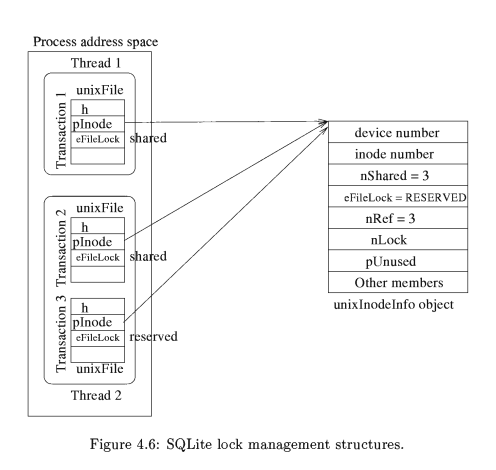 Process address space
Thread 1
unixFile
Transaction 1
h
pInode
eFileLock
shared
unixFile
Transaction 2
h
pInode
eFileLock
shared
Transaction 3
h
pInode
eFileLock
reserved
unixFile
Thread 2
device number
inode number
nShared = 3
eFileLock = RESERVED
nRef = 3
nLock
pUnused
Other members
unixInodeInfo object
Figure 4.6: SQLite lock management structures.